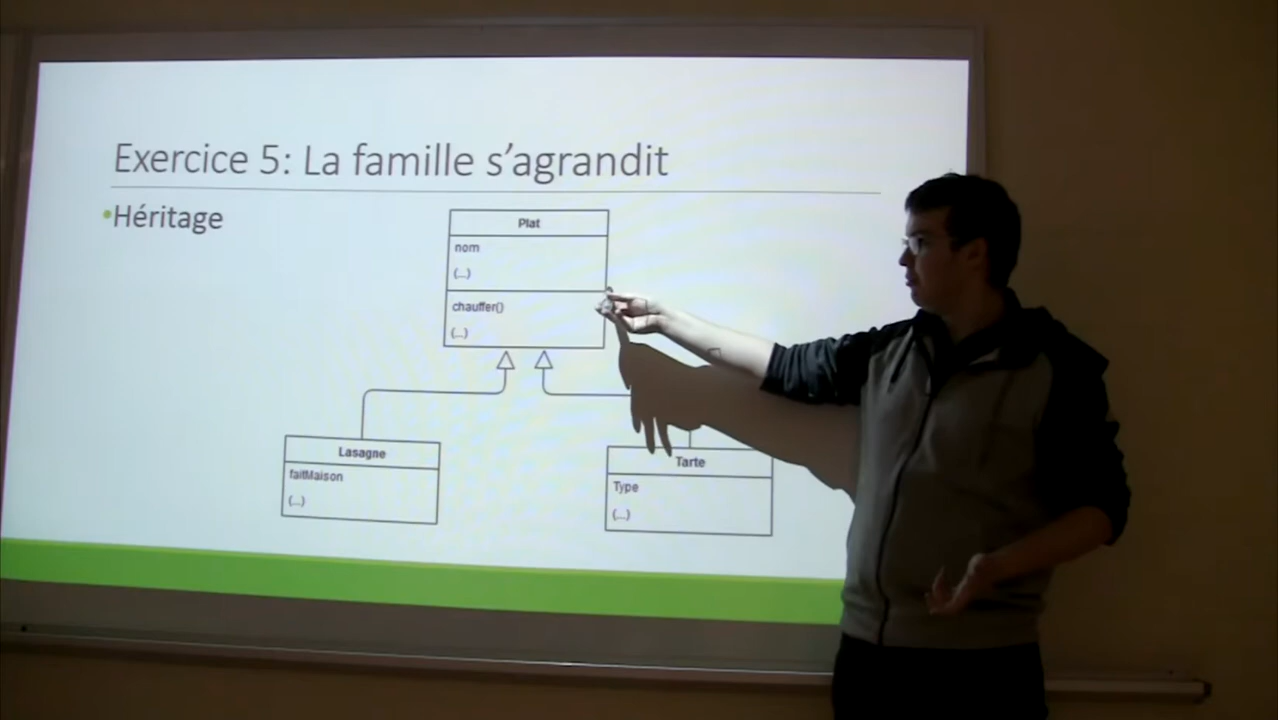 Exercice 5: La famille s'agrandit
•Héritage
Plat
nom
(...)
chauffer()
(...)
Lasagne
faitMaison
(...)
Tarte
Type
(...)